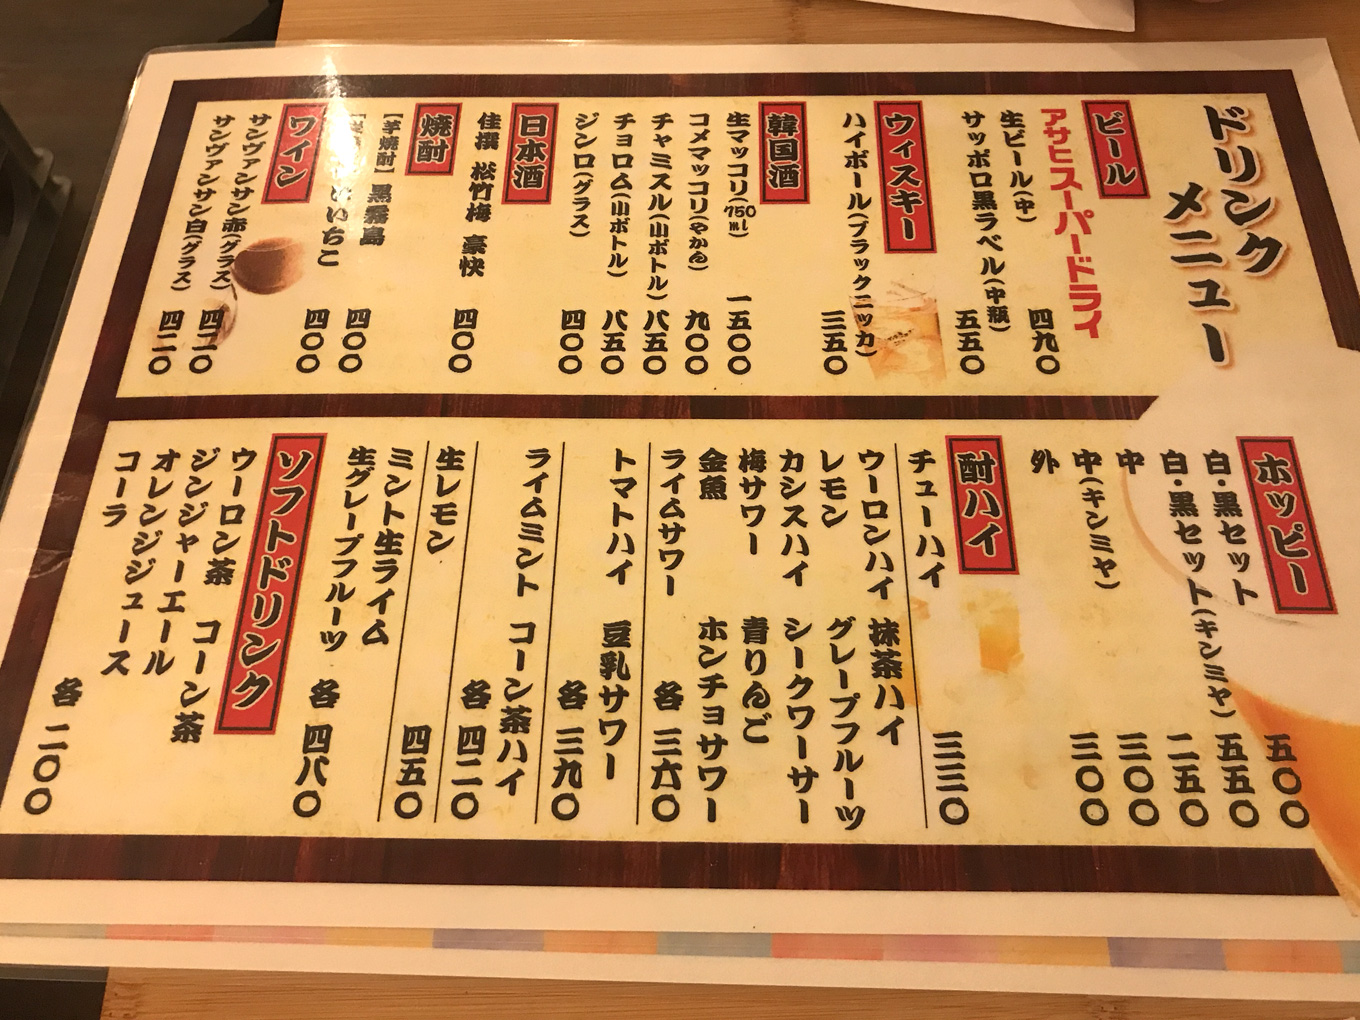 ドリンク
メニュー
ビール
アサヒスーパードライ
生ビール(中) 四九〇
サッポロ黒ラベル(中瓶) 五五〇
ウィスキー
ハイボール(ブラックニッカ) 三五〇
韓国酒
生マッコリ(750ml) 一五〇〇
コメマッコリ(やかん) 九〇〇
チャミスル(山ボトル) 八五〇
チョロム(山ボトル) 八五〇
ジンロ(グラス) 四〇〇
日本酒
佳撰 松竹梅 豪快 四〇〇
焼酎
【芋焼酎】黒霧島 四〇〇
いいちこ 四〇〇
ワイン
サンヴァンサン赤(グラス) 四二〇
サンヴァンサン白(グラス) 四二〇
ホッピー
白・黒セット 五〇〇
白・黒セット(キンミヤ) 五五〇
中 二五〇
中(キンミヤ) 三〇〇
外 三〇〇
酎ハイ
チューハイ 三三〇
ウーロンハイ 抹茶ハイ
レモン グレープフルーツ
カシスハイ シークワーサー
梅サワー 青りんご
金魚 ホンチョサワー
ライムサワー 各 三六〇
トマトハイ 豆乳サワー
各 三九〇
ライムミント コーン茶ハイ
各 四二〇
生レモン 四五〇
ミント生ライム
生グレープフルーツ 各 四八〇
ソフトドリンク
ウーロン茶 コーン茶
ジンジャーエール
オレンジジュース
コーラ
各 二〇〇